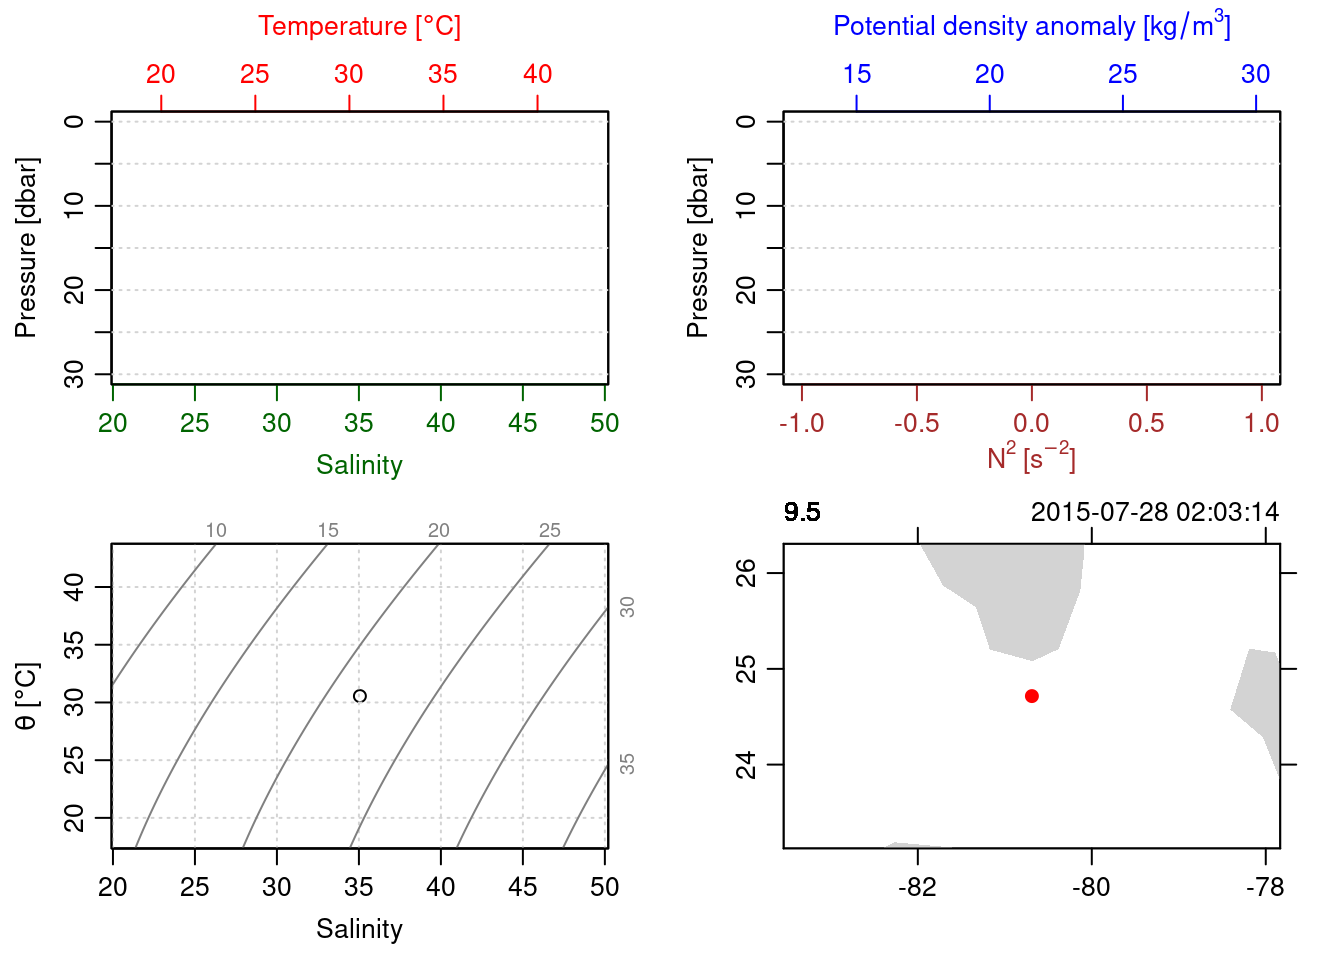 Temperature [°C]
20 25 30 35 40
0
10
20
30
Pressure [dbar]
20 25 30 35 40 45 50
Salinity
Potential density anomaly [kg/m³]
15 20 25 30
0
10
20
30
Pressure [dbar]
-1.0 -0.5 0.0 0.5 1.0
N² [s⁻²]
10 15 20 25
30
35
40
35
30
25
20
θ [°C]
20 25 30 35 40 45 50
Salinity
9.5 2015-07-28 02:03:14
26
25
24
-82 -80 -78